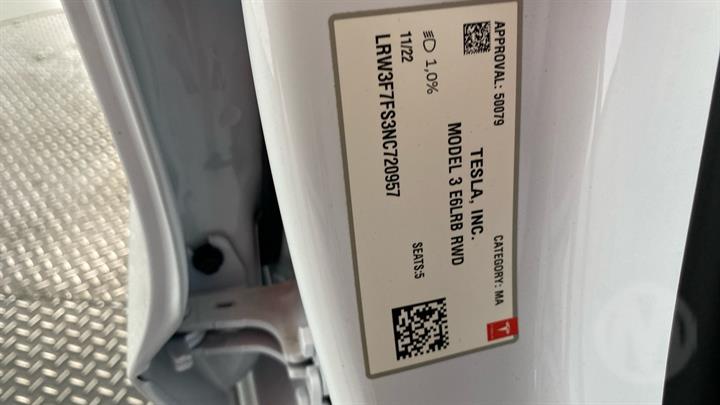 APPROVAL: 50079
CATEGORY: MA
TESLA, INC.
MODEL 3 E6LRB RWD
1,0%
11/22
SEATS:5
LRW3F7FS3NC720957